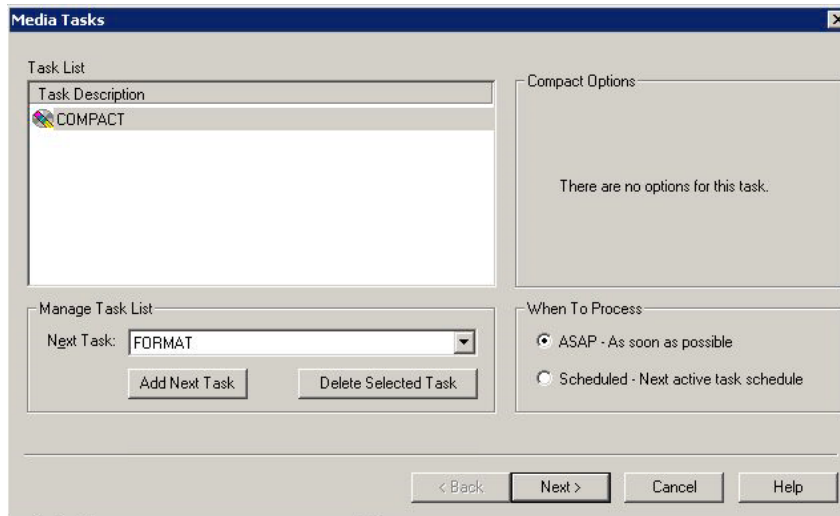 Media Tasks
Task List
Task Description
COMPACT
Compact Options
There are no options for this task.
Manage Task List
Next Task: FORMAT
Add Next Task Delete Selected Task
When To Process
ASAP - As soon as possible
Scheduled - Next active task schedule
< Back Next > Cancel Help